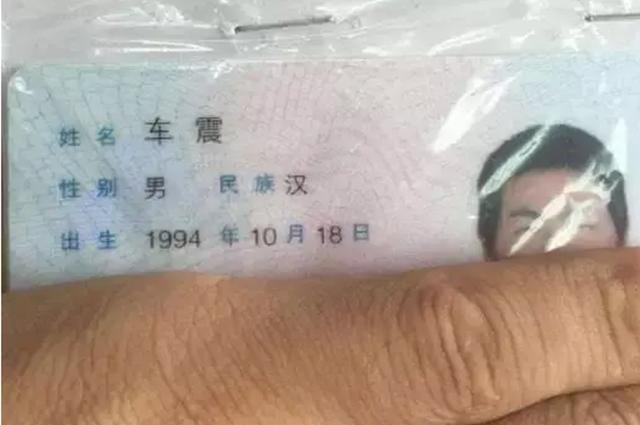 姓名 车震
性别 男 民族 汉
出生 1994 年 10 月 18 日